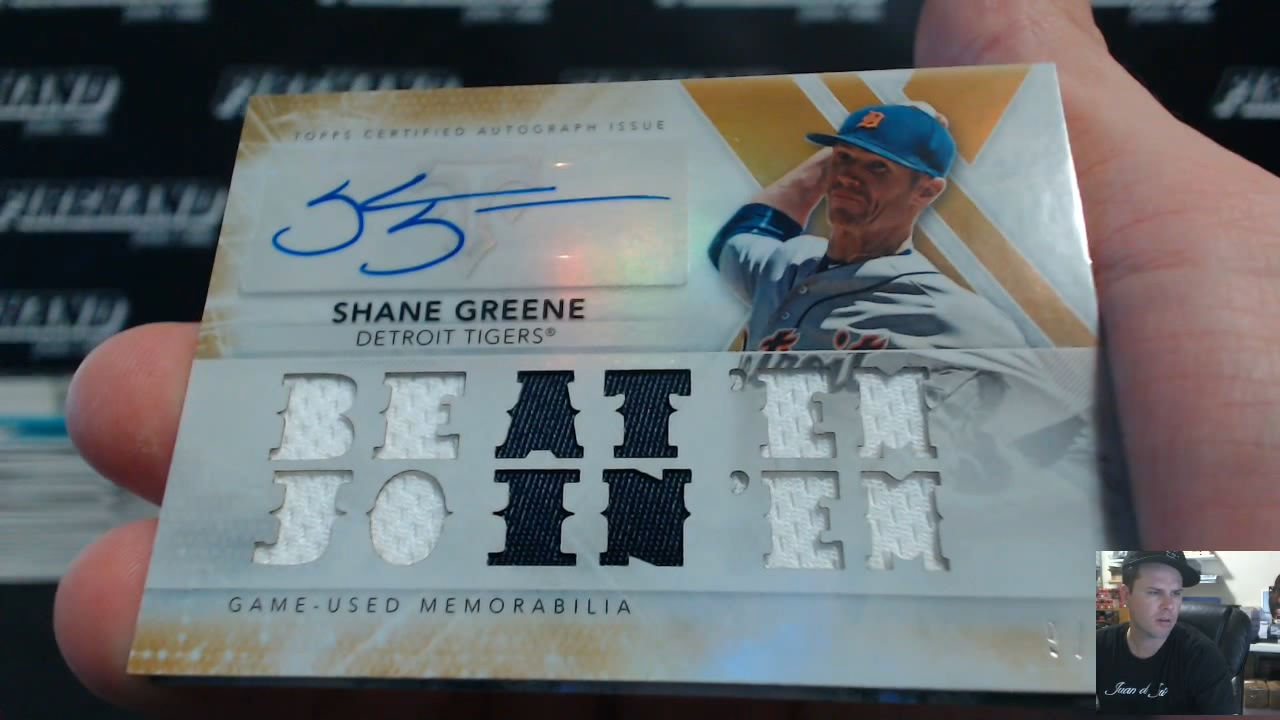 TOPPS CERTIFIED AUTOGRAPH ISSUE
SHANE GREENE
DETROIT TIGERS®
BEAT 'EM
JOIN 'EM
GAME-USED MEMORABILIA